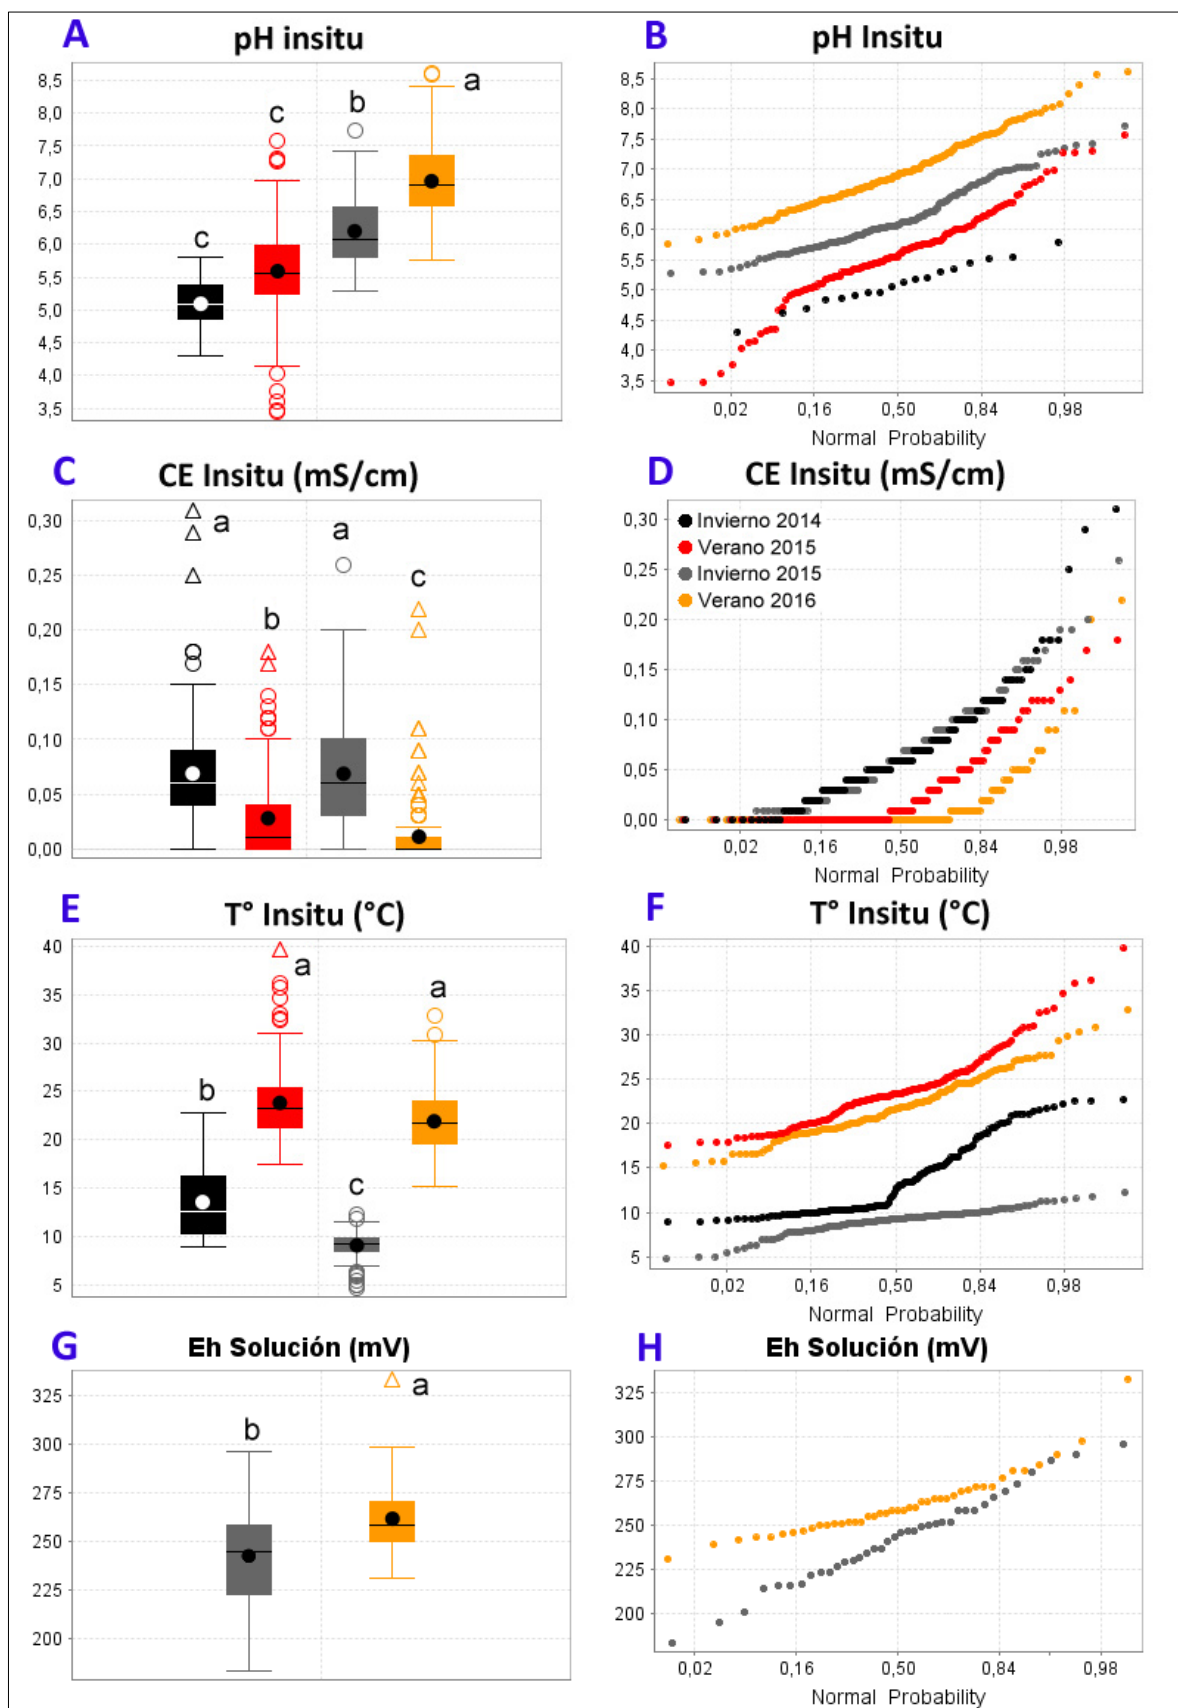 A
pH insitu
8,5
8,0
7,5
7,0
6,5
6,0
5,5
5,0
4,5
4,0
3,5
c
c
b
a
B
pH Insitu
8,5
8,0
7,5
7,0
6,5
6,0
5,5
5,0
4,5
4,0
3,5
0,02 0,16 0,50 0,84 0,98
Normal Probability
C
CE Insitu (mS/cm)
0,30
0,25
0,20
0,15
0,10
0,05
0,00
a
b
a
c
D
CE Insitu (mS/cm)
0,30
0,25
0,20
0,15
0,10
0,05
0,00
Invierno 2014
Verano 2015
Invierno 2015
Verano 2016
0,02 0,16 0,50 0,84 0,98
Normal Probability
E
T° Insitu (°C)
40
35
30
25
20
15
10
5
b
a
c
a
F
T° Insitu (°C)
40
35
30
25
20
15
10
5
0,02 0,16 0,50 0,84 0,98
Normal Probability
G
Eh Solución (mV)
325
300
275
250
225
200
b
a
H
Eh Solución (mV)
325
300
275
250
225
200
0,02 0,16 0,50 0,84 0,98
Normal Probability